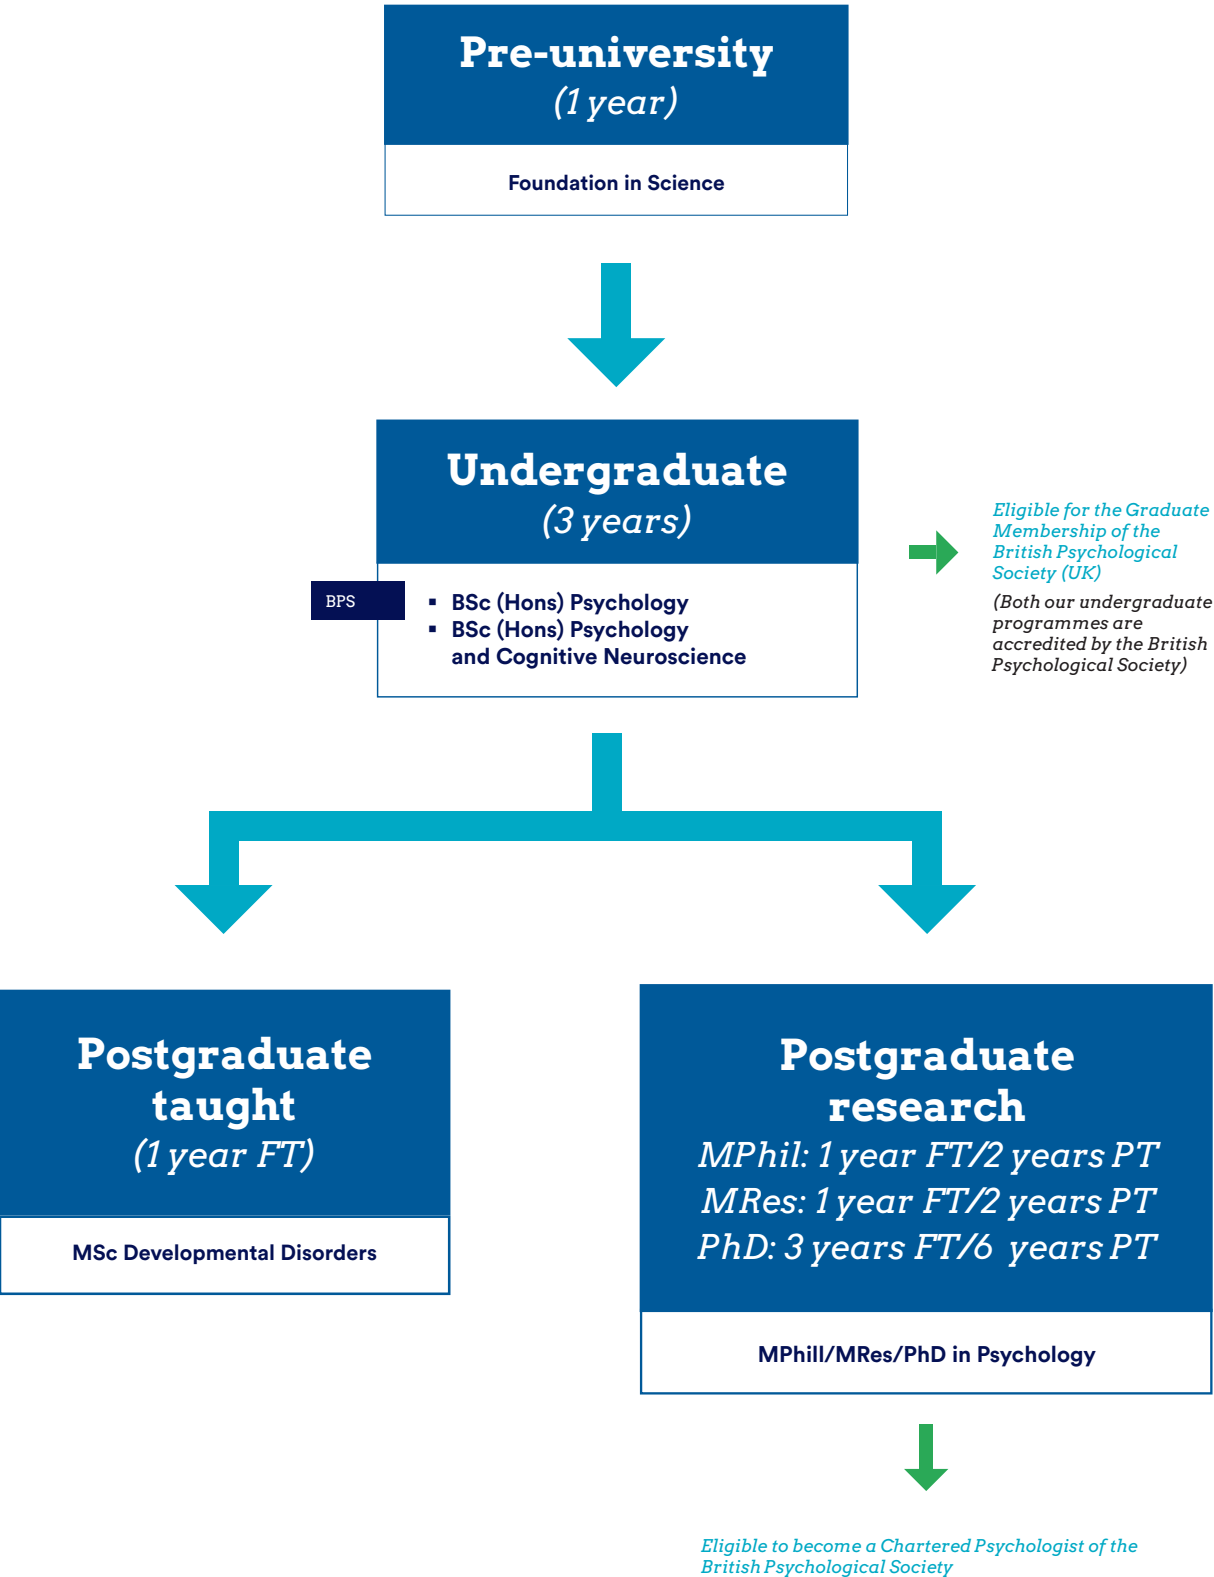 Pre-university
(1 year)
Foundation in Science
Undergraduate
(3 years)
BPS
▪ BSc (Hons) Psychology
▪ BSc (Hons) Psychology
and Cognitive Neuroscience
Eligible for the Graduate
Membership of the
British Psychological
Society (UK)
(Both our undergraduate
programmes are
accredited by the British
Psychological Society)
Postgraduate
taught
(1 year FT)
MSc Developmental Disorders
Postgraduate
research
MPhil: 1 year FT/2 years PT
MRes: 1 year FT/2 years PT
PhD: 3 years FT/6 years PT
MPhill/MRes/PhD in Psychology
Eligible to become a Chartered Psychologist of the
British Psychological Society